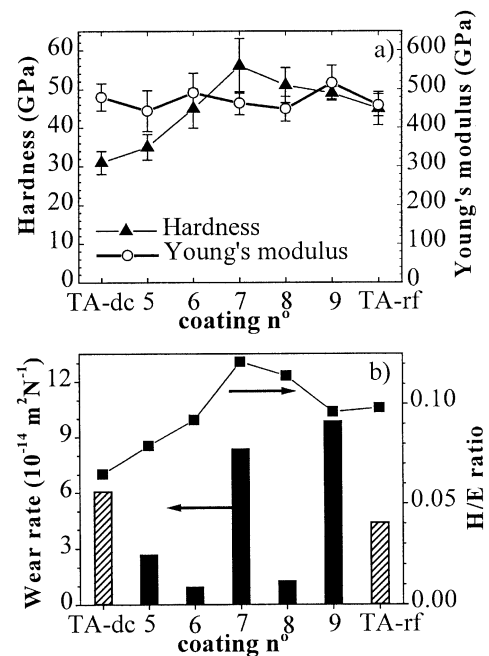 a)
Hardness (GPa)
60
50
40
30
20
10
0
600
500
400
300
200
100
0
Young's modulus (GPa)
Hardness
Young's modulus
TA-dc 5 6 7 8 9 TA-rf
coating nº
b)
Wear rate (10⁻¹⁴ m²N⁻¹)
12
9
6
3
0
0.10
0.05
0.00
H/E ratio
TA-dc 5 6 7 8 9 TA-rf
coating nº